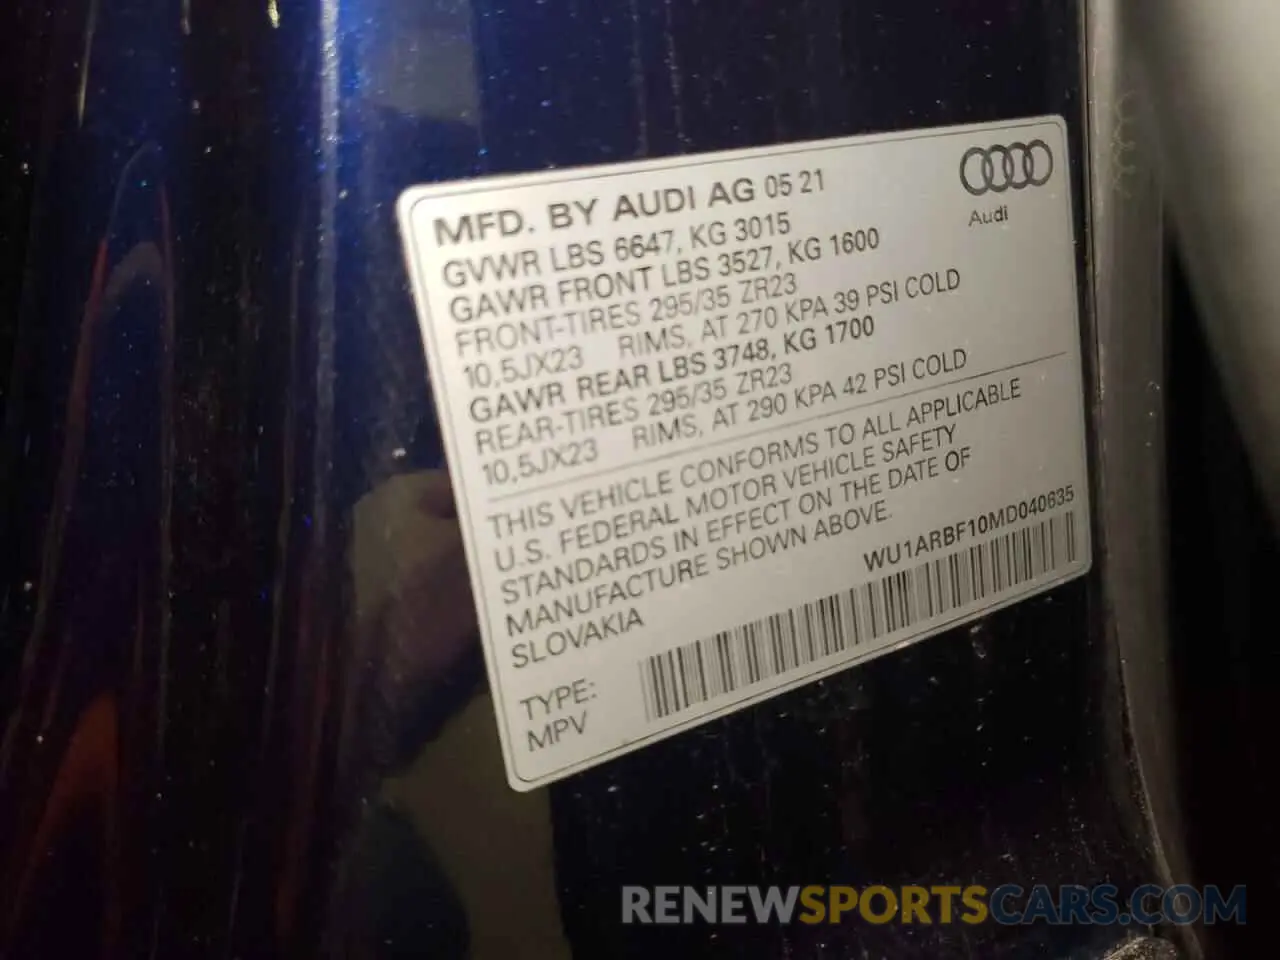 MFD. BY AUDI AG 05 21
GVWR LBS 6647, KG 3015
GAWR FRONT LBS 3527, KG 1600
FRONT-TIRES 295/35 ZR23
10,5JX23 RIMS, AT 270 KPA 39 PSI COLD
GAWR REAR LBS 3748, KG 1700
REAR-TIRES 295/35 ZR23
10,5JX23 RIMS, AT 290 KPA 42 PSI COLD
THIS VEHICLE CONFORMS TO ALL APPLICABLE
U.S. FEDERAL MOTOR VEHICLE SAFETY
STANDARDS IN EFFECT ON THE DATE OF
MANUFACTURE SHOWN ABOVE.
SLOVAKIA
WU1ARBF10MD040635
TYPE:
MPV
Audi
RENEWSPORTSCARS.COM